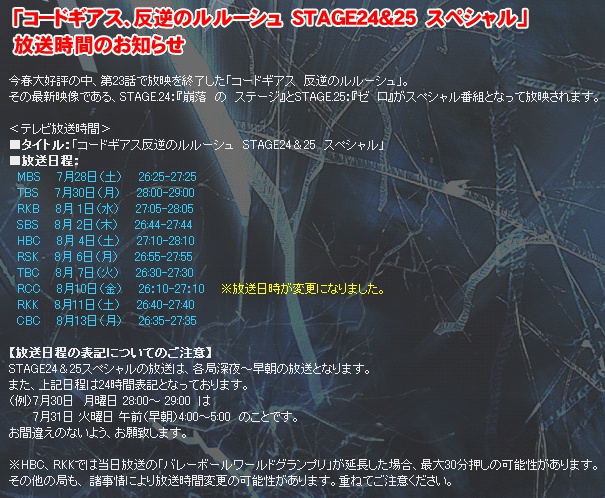 「コードギアス、反逆のルルーシュ STAGE24&25 スペシャル」
放送時間のお知らせ
今春大好評の中、第23話で放映を終了した「コードギアス 反逆のルルーシュ」。
その最新映像である、STAGE.24:『崩落 の ステージ』とSTAGE.25:『ゼ ロ』がスペシャル番組となって放映されます。
＜テレビ放送時間＞
■タイトル:「コードギアス反逆のルルーシュ STAGE24＆25 スペシャル」
■放送日程:
MBS 7月28日(土) 26:25-27:25
TBS 7月30日(月) 28:00-29:00
RKB 8月 1日(水) 27:05-28:05
SBS 8月 2日(木) 26:44-27:44
HBC 8月 4日(土) 27:10-28:10
RSK 8月 6日(月) 26:55-27:55
TBC 8月 7日(火) 26:30-27:30
RCC 8月10日(金) 26:10-27:10 ※放送日時が変更になりました。
RKK 8月11日(土) 26:40-27:40
CBC 8月13日(月) 26:35-27:35
【放送日程の表記についてのご注意】
STAGE24＆25スペシャルの放送は、各局深夜～早朝の放送となります。
また、上記日程は24時間表記となっております。
(例)7月30日 月曜日 28:00～ 29:00 は
7月31日 火曜日 午前(早朝)4:00～5:00 のことです。
お間違えのないよう、お願致します。
※HBC、RKKでは当日放送の「バレーボールワールドグランプリ」が延長した場合、最大30分押しの可能性があります。
その他の局も、諸事情により放送時間変更の可能性があります。重ねてご注意ください。